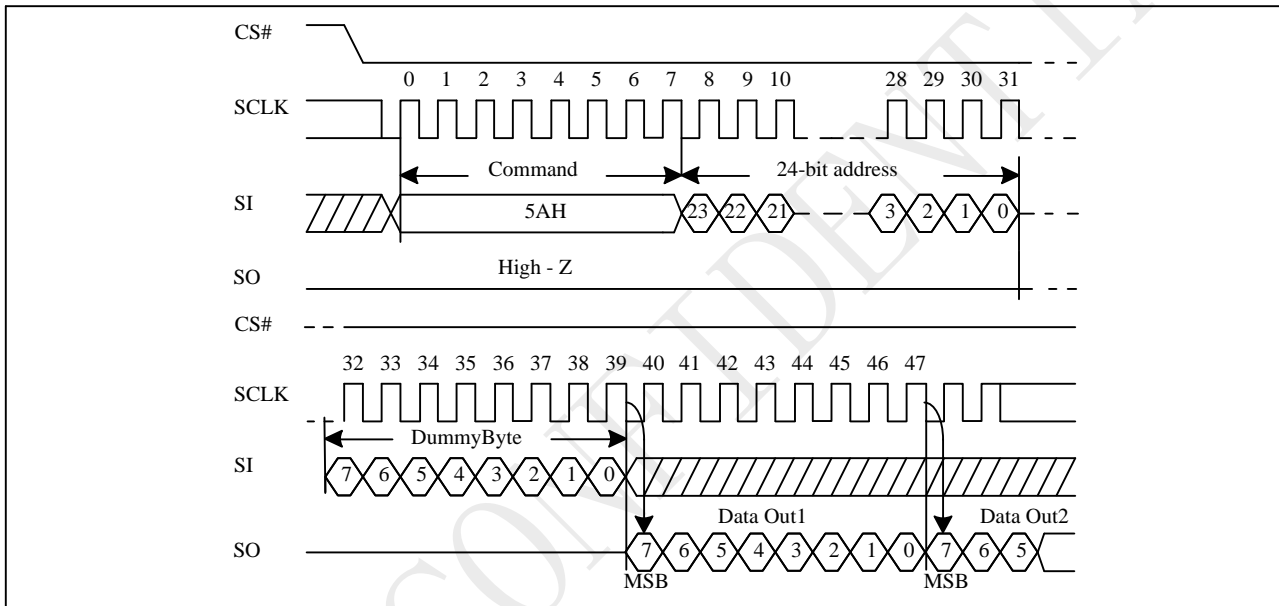 CS#
0 1 2 3 4 5 6 7 8 9 10 28 29 30 31
SCLK
Command 24-bit address
SI 5AH 23 22 21 3 2 1 0
High - Z
SO
CS#
32 33 34 35 36 37 38 39 40 41 42 43 44 45 46 47
SCLK
DummyByte
SI 7 6 5 4 3 2 1 0
Data Out1 Data Out2
SO 7 6 5 4 3 2 1 0 7 6 5
MSB MSB
CONFIDENTI